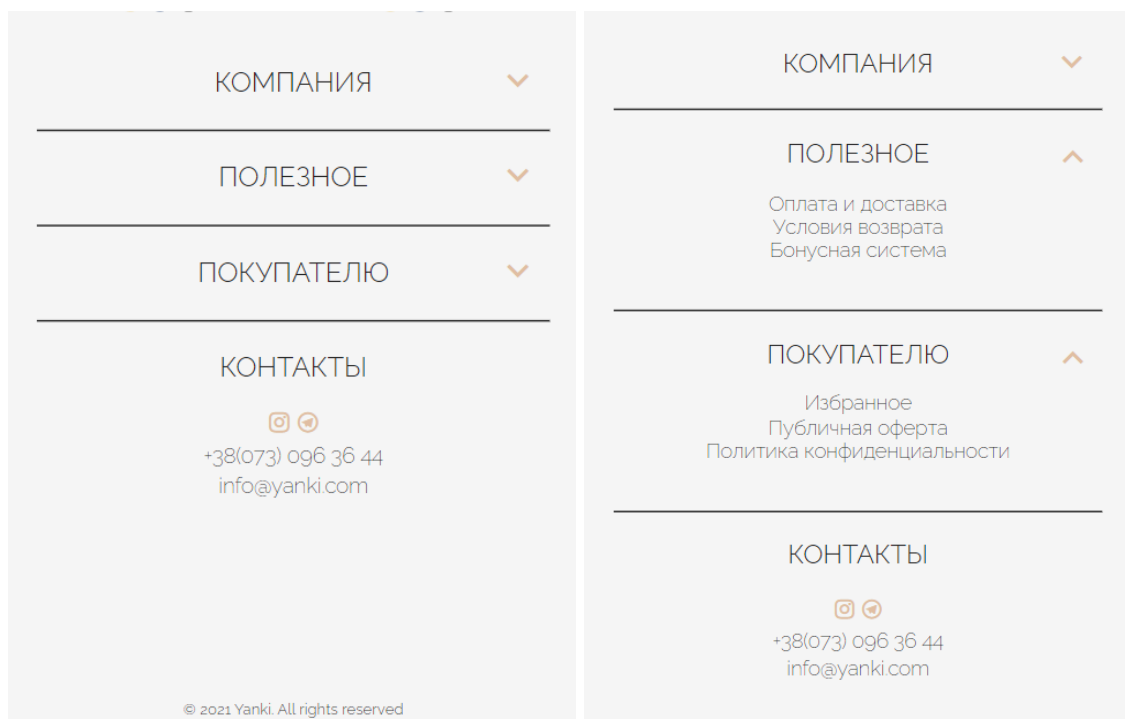 КОМПАНИЯ
ПОЛЕЗНОЕ
ПОКУПАТЕЛЮ
КОНТАКТЫ
+38(073) 096 36 44
info@yanki.com
© 2021 Yanki. All rights reserved
КОМПАНИЯ
ПОЛЕЗНОЕ
Оплата и доставка
Условия возврата
Бонусная система
ПОКУПАТЕЛЮ
Избранное
Публичная оферта
Политика конфиденциальности
КОНТАКТЫ
+38(073) 096 36 44
info@yanki.com